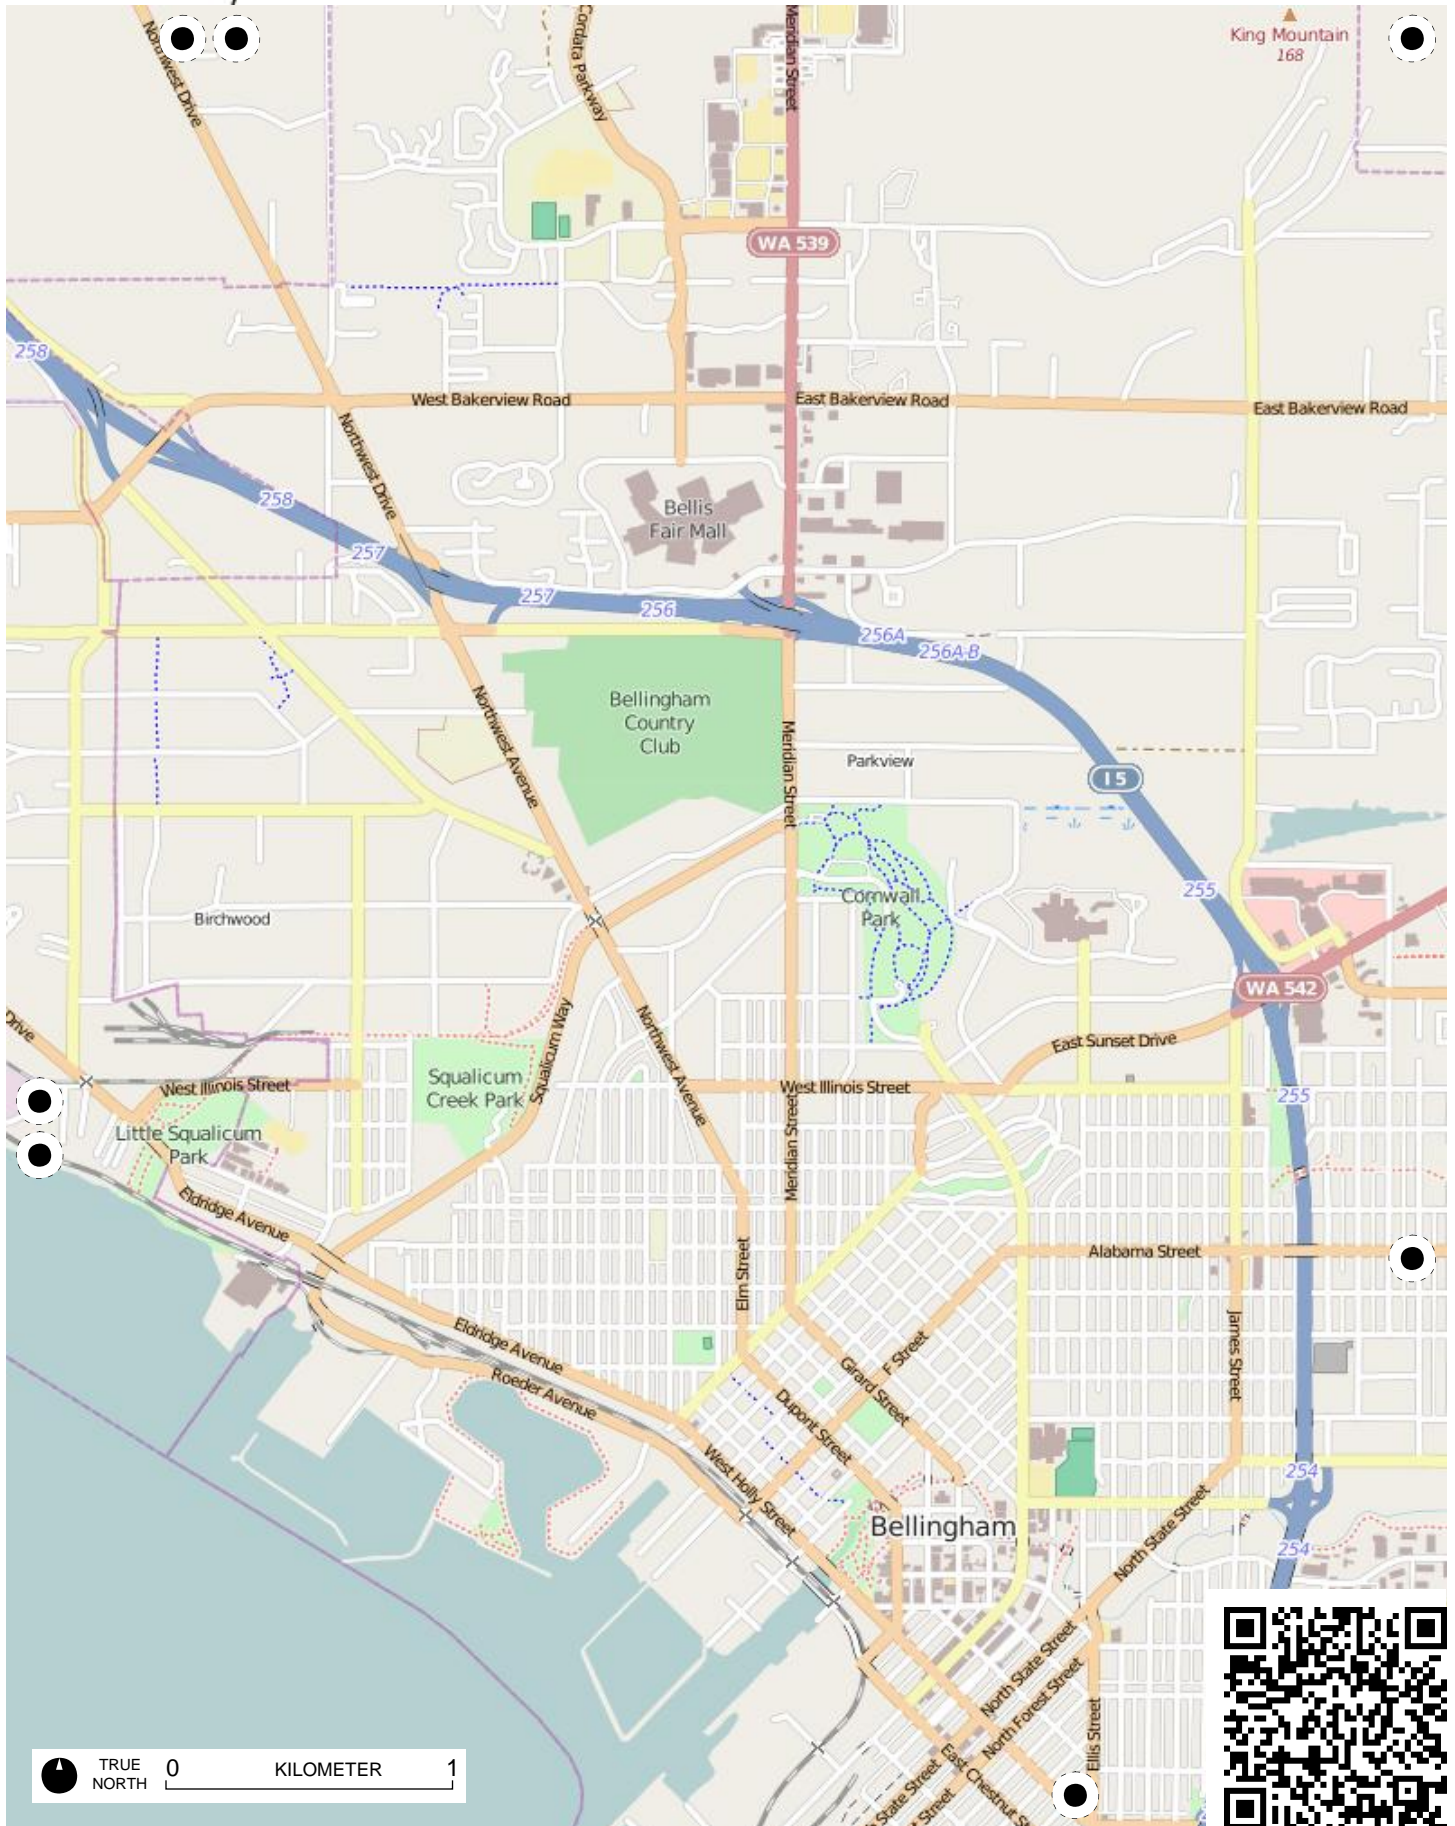 Northwest Drive
Cordata Parkway
Meridian Street
King Mountain
168
WA 539
258
West Bakerview Road
East Bakerview Road
East Bakerview Road
Northwest Drive
258
Bellis
Fair Mall
257
257
256
256A
256A-B
Bellingham
Country
Club
Northwest Avenue
Meridian Street
Parkview
I 5
255
Cornwall
Park
Birchwood
WA 542
Drive
Squalicum Way
Northwest Avenue
East Sunset Drive
Squalicum
Creek Park
West Illinois Street
West Illinois Street
255
Little Squalicum
Park
Meridian Street
Eldridge Avenue
Alabama Street
Elm Street
James Street
Eldridge Avenue
F Street
Girard Street
Roeder Avenue
Dupont Street
West Holly Street
254
Bellingham
North State Street
254
North State Street
North Forest Street
Ellis Street
East Chestnut St
State Street
Street
TRUE
NORTH
0 KILOMETER 1